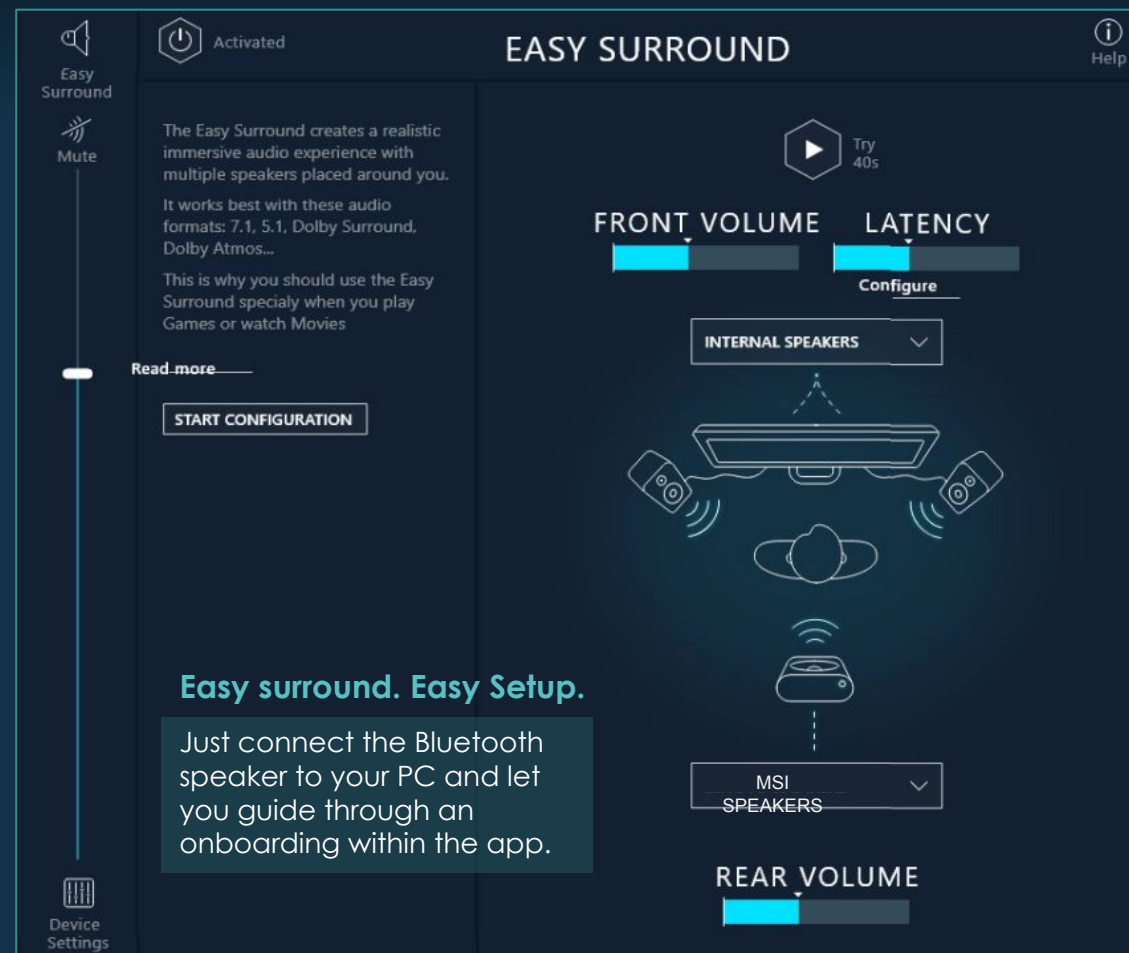 Easy
Surround
Mute
Device
Settings
Activated
EASY SURROUND
Help
The Easy Surround creates a realistic
immersive audio experience with
multiple speakers placed around you.
It works best with these audio
formats: 7.1, 5.1, Dolby Surround,
Dolby Atmos...
This is why you should use the Easy
Surround specialy when you play
Games or watch Movies
Read more
START CONFIGURATION
Easy surround. Easy Setup.
Just connect the Bluetooth
speaker to your PC and let
you guide through an
onboarding within the app.
Try
40s
FRONT VOLUME
LATENCY
Configure
INTERNAL SPEAKERS
MSI
SPEAKERS
REAR VOLUME